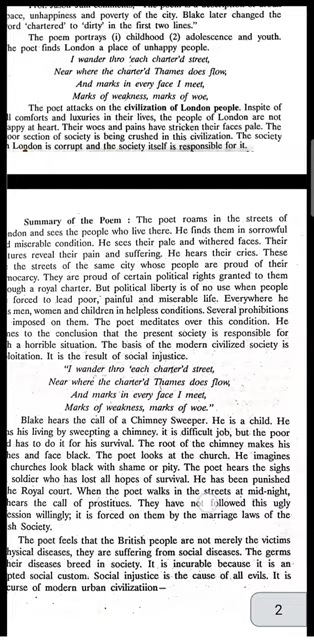 pace, unhappiness and poverty of the city. Blake later changed the
ord 'chartered' to 'dirty' in the first two lines."
The poem portrays (i) childhood (2) adolescence and youth.
he poet finds London a place of unhappy people.
I wander thro 'each charter'd street,
Near where the charter'd Thames does flow,
And marks in every face I meet,
Marks of weakness, marks of woe,
The poet attacks on the civilization of London people. Inspite of
ll comforts and luxuries in their lives, the people of London are not
appy at heart. Their woes and pains have stricken their faces pale. The
oor section of society is being crushed in this civilization. The society
London is corrupt and the society itself is responsible for it.
Summary of the Poem : The poet roams in the streets of
ndon and sees the people who live there. He finds them in sorrowful
d miserable condition. He sees their pale and withered faces. Their
tures reveal their pain and suffering. He hears their cries. These
the streets of the same city whose people are proud of their
mocarcy. They are proud of certain political rights granted to them
ough a royal charter. But political liberty is of no use when people
forced to lead poor, painful and miserable life. Everywhere he
s men, women and children in helpless conditions. Several prohibitions
imposed on them. The poet meditates over this condition. He
mes to the conclusion that the present society is responsible for
h a horrible situation. The basis of the modern civilized society is
loitation. It is the result of social injustice.
"I wander thro 'each charter'd street,
Near where the charter'd Thames does flow,
And marks in every face I meet,
Marks of weakness, marks of woe."
Blake hears the call of a Chimney Sweeper. He is a child. He
ns his living by sweepting a chimney. it is difficult job, but the poor
d has to do it for his survival. The root of the chimney makes his
hes and face black. The poet looks at the church. He imagines
churches look black with shame or pity. The poet hears the sighs
soldier who has lost all hopes of survival. He has been punished
he Royal court. When the poet walks in the streets at mid-night,
hears the call of prostitues. They have not followed this ugly
ession willingly; it is forced on them by the marriage laws of the
sh Society.
The poet feels that the British people are not merely the victims
hysical diseases, they are suffering from social diseases. The germs
heir diseases breed in society. It is incurable because it is an
pted social custom. Social injustice is the cause of all evils. It is
curse of modern urban civilizatiion—
2